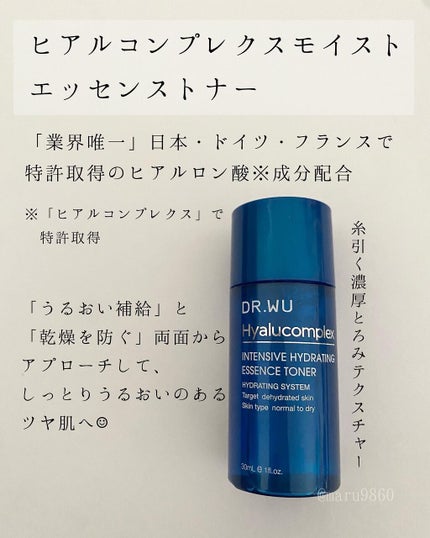 ヒアルコンプレクスモイスト
エッセンストナー
「業界唯一」日本・ドイツ・フランスで
特許取得のヒアルロン酸※成分配合
※「ヒアルコンプレクス」で
特許取得
「うるおい補給」と
「乾燥を防ぐ」両面から
アプローチして、
しっとりうるおいのある
ツヤ肌へ☺
糸引く濃厚とろみテクスチャー
DR.WU
Hyalucomplex
INTENSIVE HYDRATING
ESSENCE TONER
HYDRATING SYSTEM
Target dehydrated skin
Skin type normal to dry
30mL ℮ 1fl.oz.
@maru9860